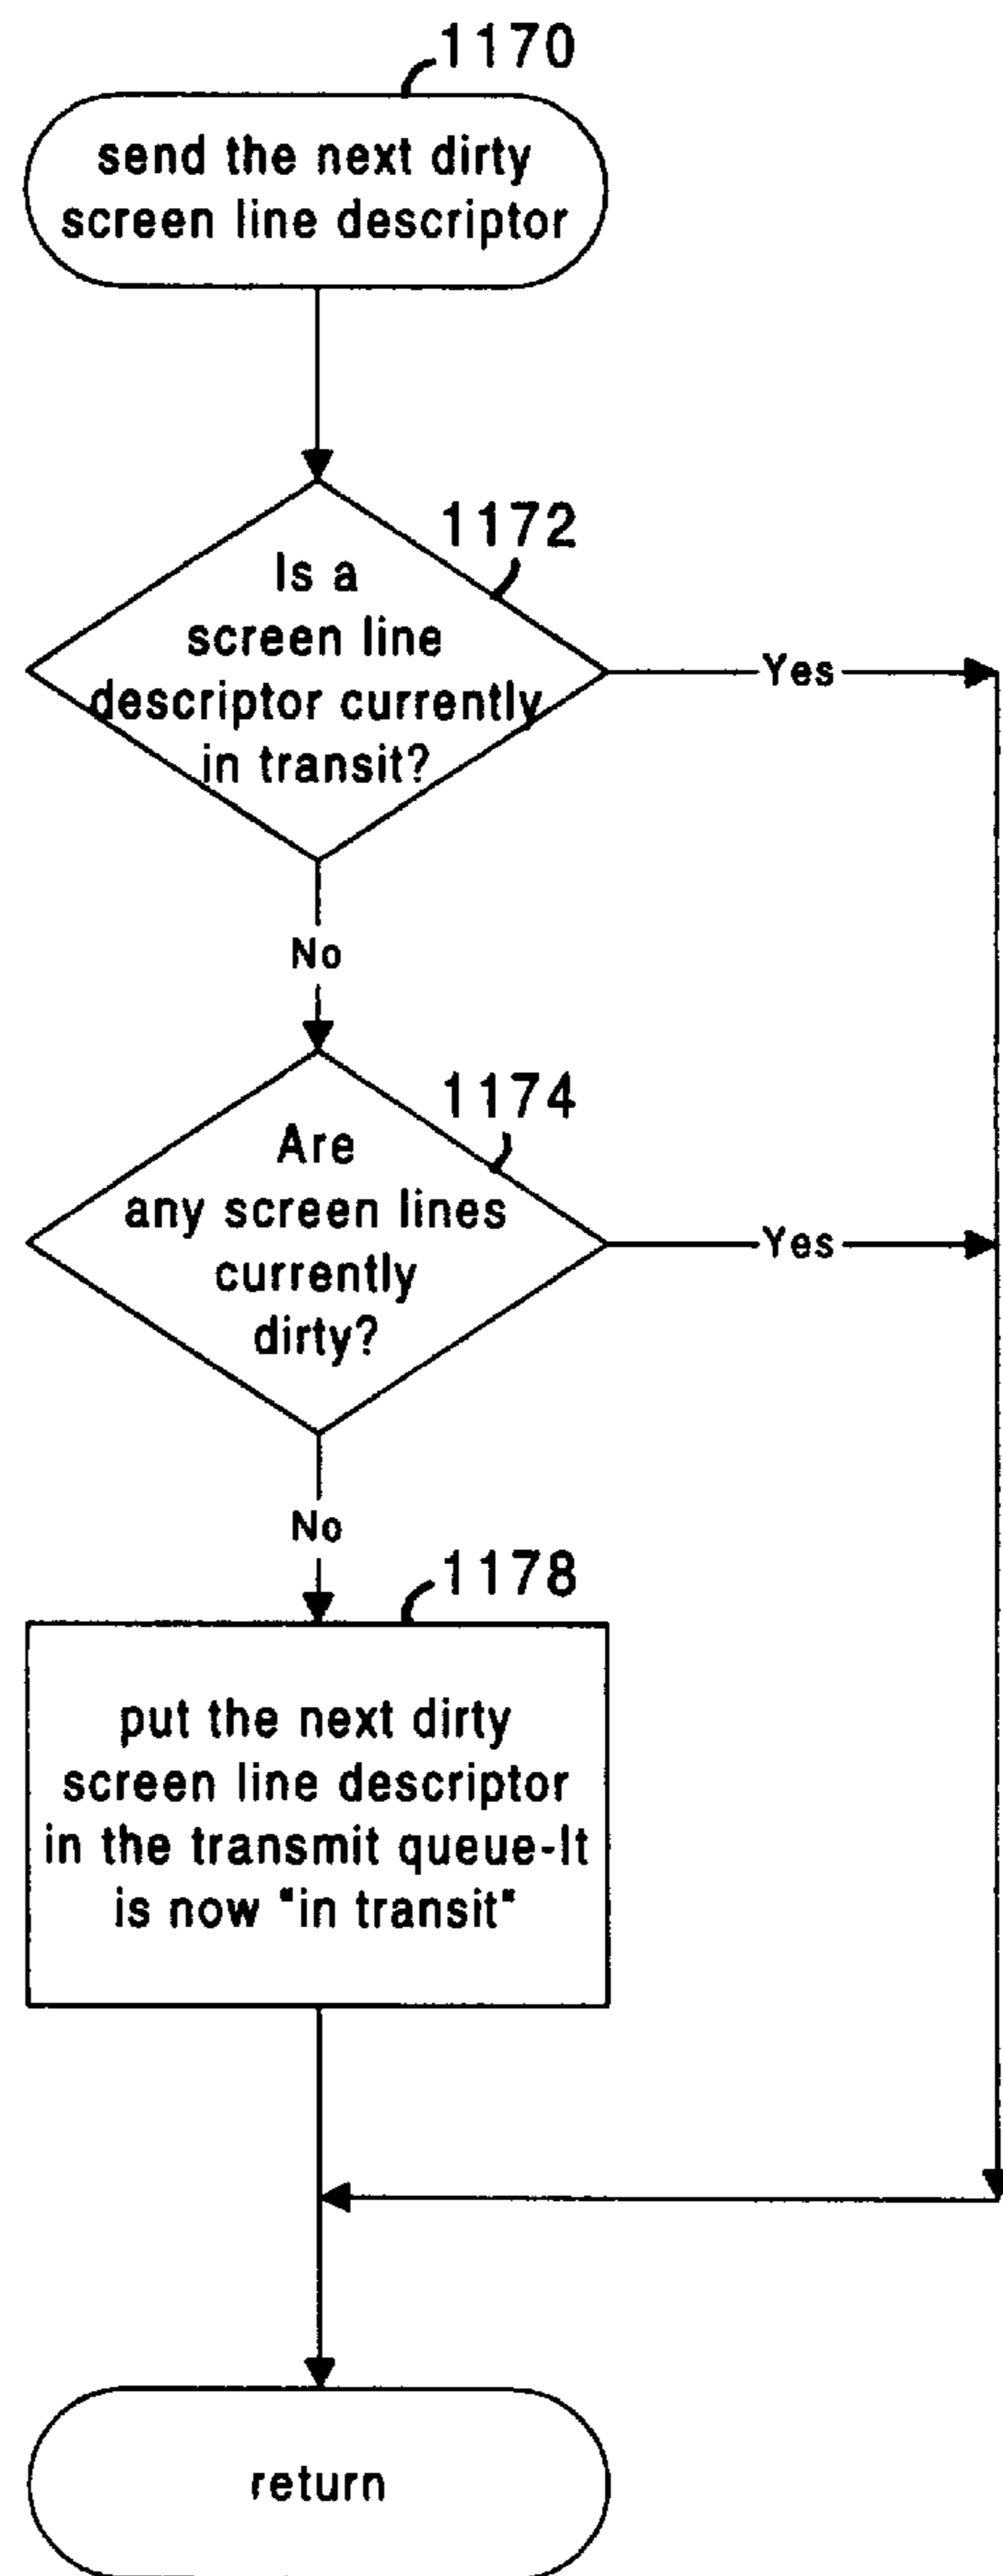 1170
send the next dirty
screen line descriptor
1172
Is a
screen line
descriptor currently
in transit?
Yes
No
1174
Are
any screen lines
currently
dirty?
Yes
No
1178
put the next dirty
screen line descriptor
in the transmit queue-It
is now "in transit"
return